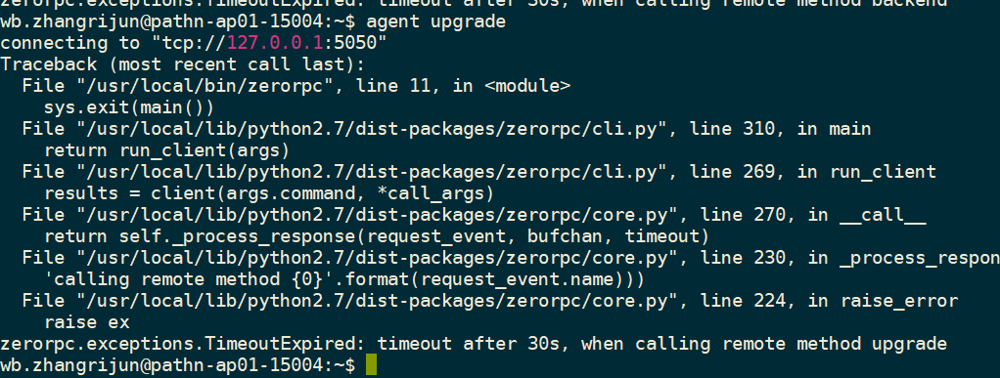 zerorpc.exceptions.TimeoutExpired: timeout after 30s, when calling remote method backend
wb.zhangrijun@pathn-ap01-15004:~$ agent upgrade
connecting to "tcp://127.0.0.1:5050"
Traceback (most recent call last):
  File "/usr/local/bin/zerorpc", line 11, in <module>
    sys.exit(main())
  File "/usr/local/lib/python2.7/dist-packages/zerorpc/cli.py", line 310, in main
    return run_client(args)
  File "/usr/local/lib/python2.7/dist-packages/zerorpc/cli.py", line 269, in run_client
    results = client(args.command, *call_args)
  File "/usr/local/lib/python2.7/dist-packages/zerorpc/core.py", line 270, in __call__
    return self._process_response(request_event, bufchan, timeout)
  File "/usr/local/lib/python2.7/dist-packages/zerorpc/core.py", line 230, in _process_respon
    'calling remote method {0}'.format(request_event.name)))
  File "/usr/local/lib/python2.7/dist-packages/zerorpc/core.py", line 224, in raise_error
    raise ex
zerorpc.exceptions.TimeoutExpired: timeout after 30s, when calling remote method upgrade
wb.zhangrijun@pathn-ap01-15004:~$